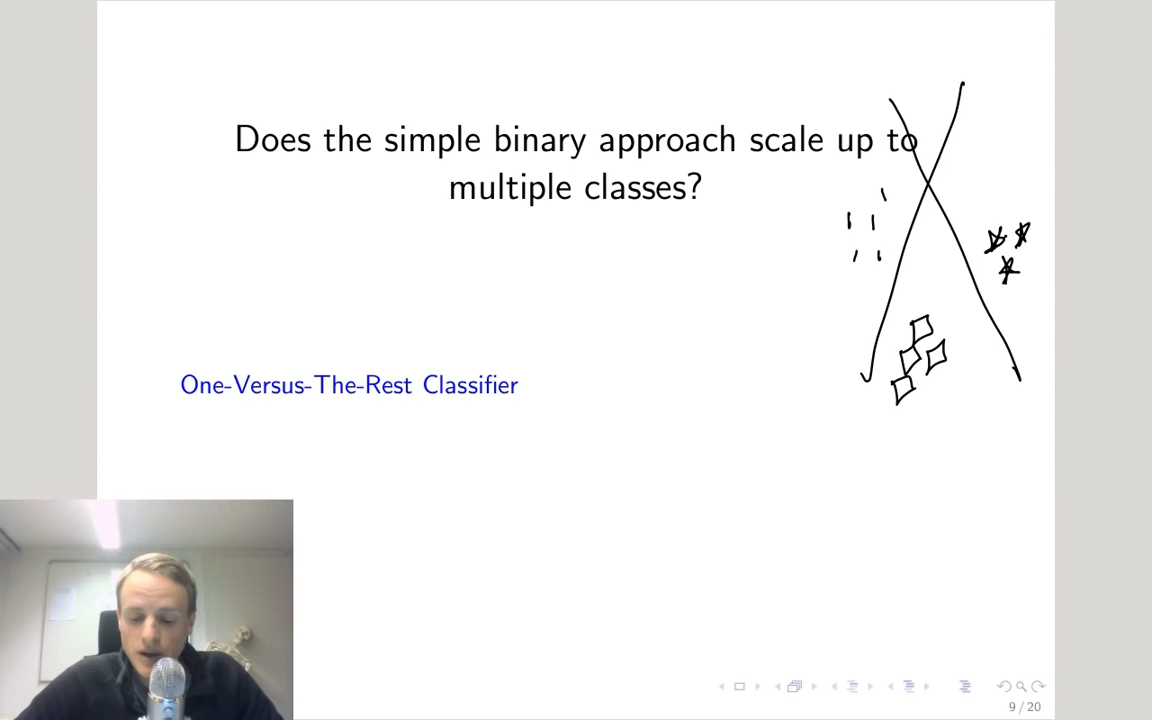 Does the simple binary approach scale up to
multiple classes?
One-Versus-The-Rest Classifier
9 / 20